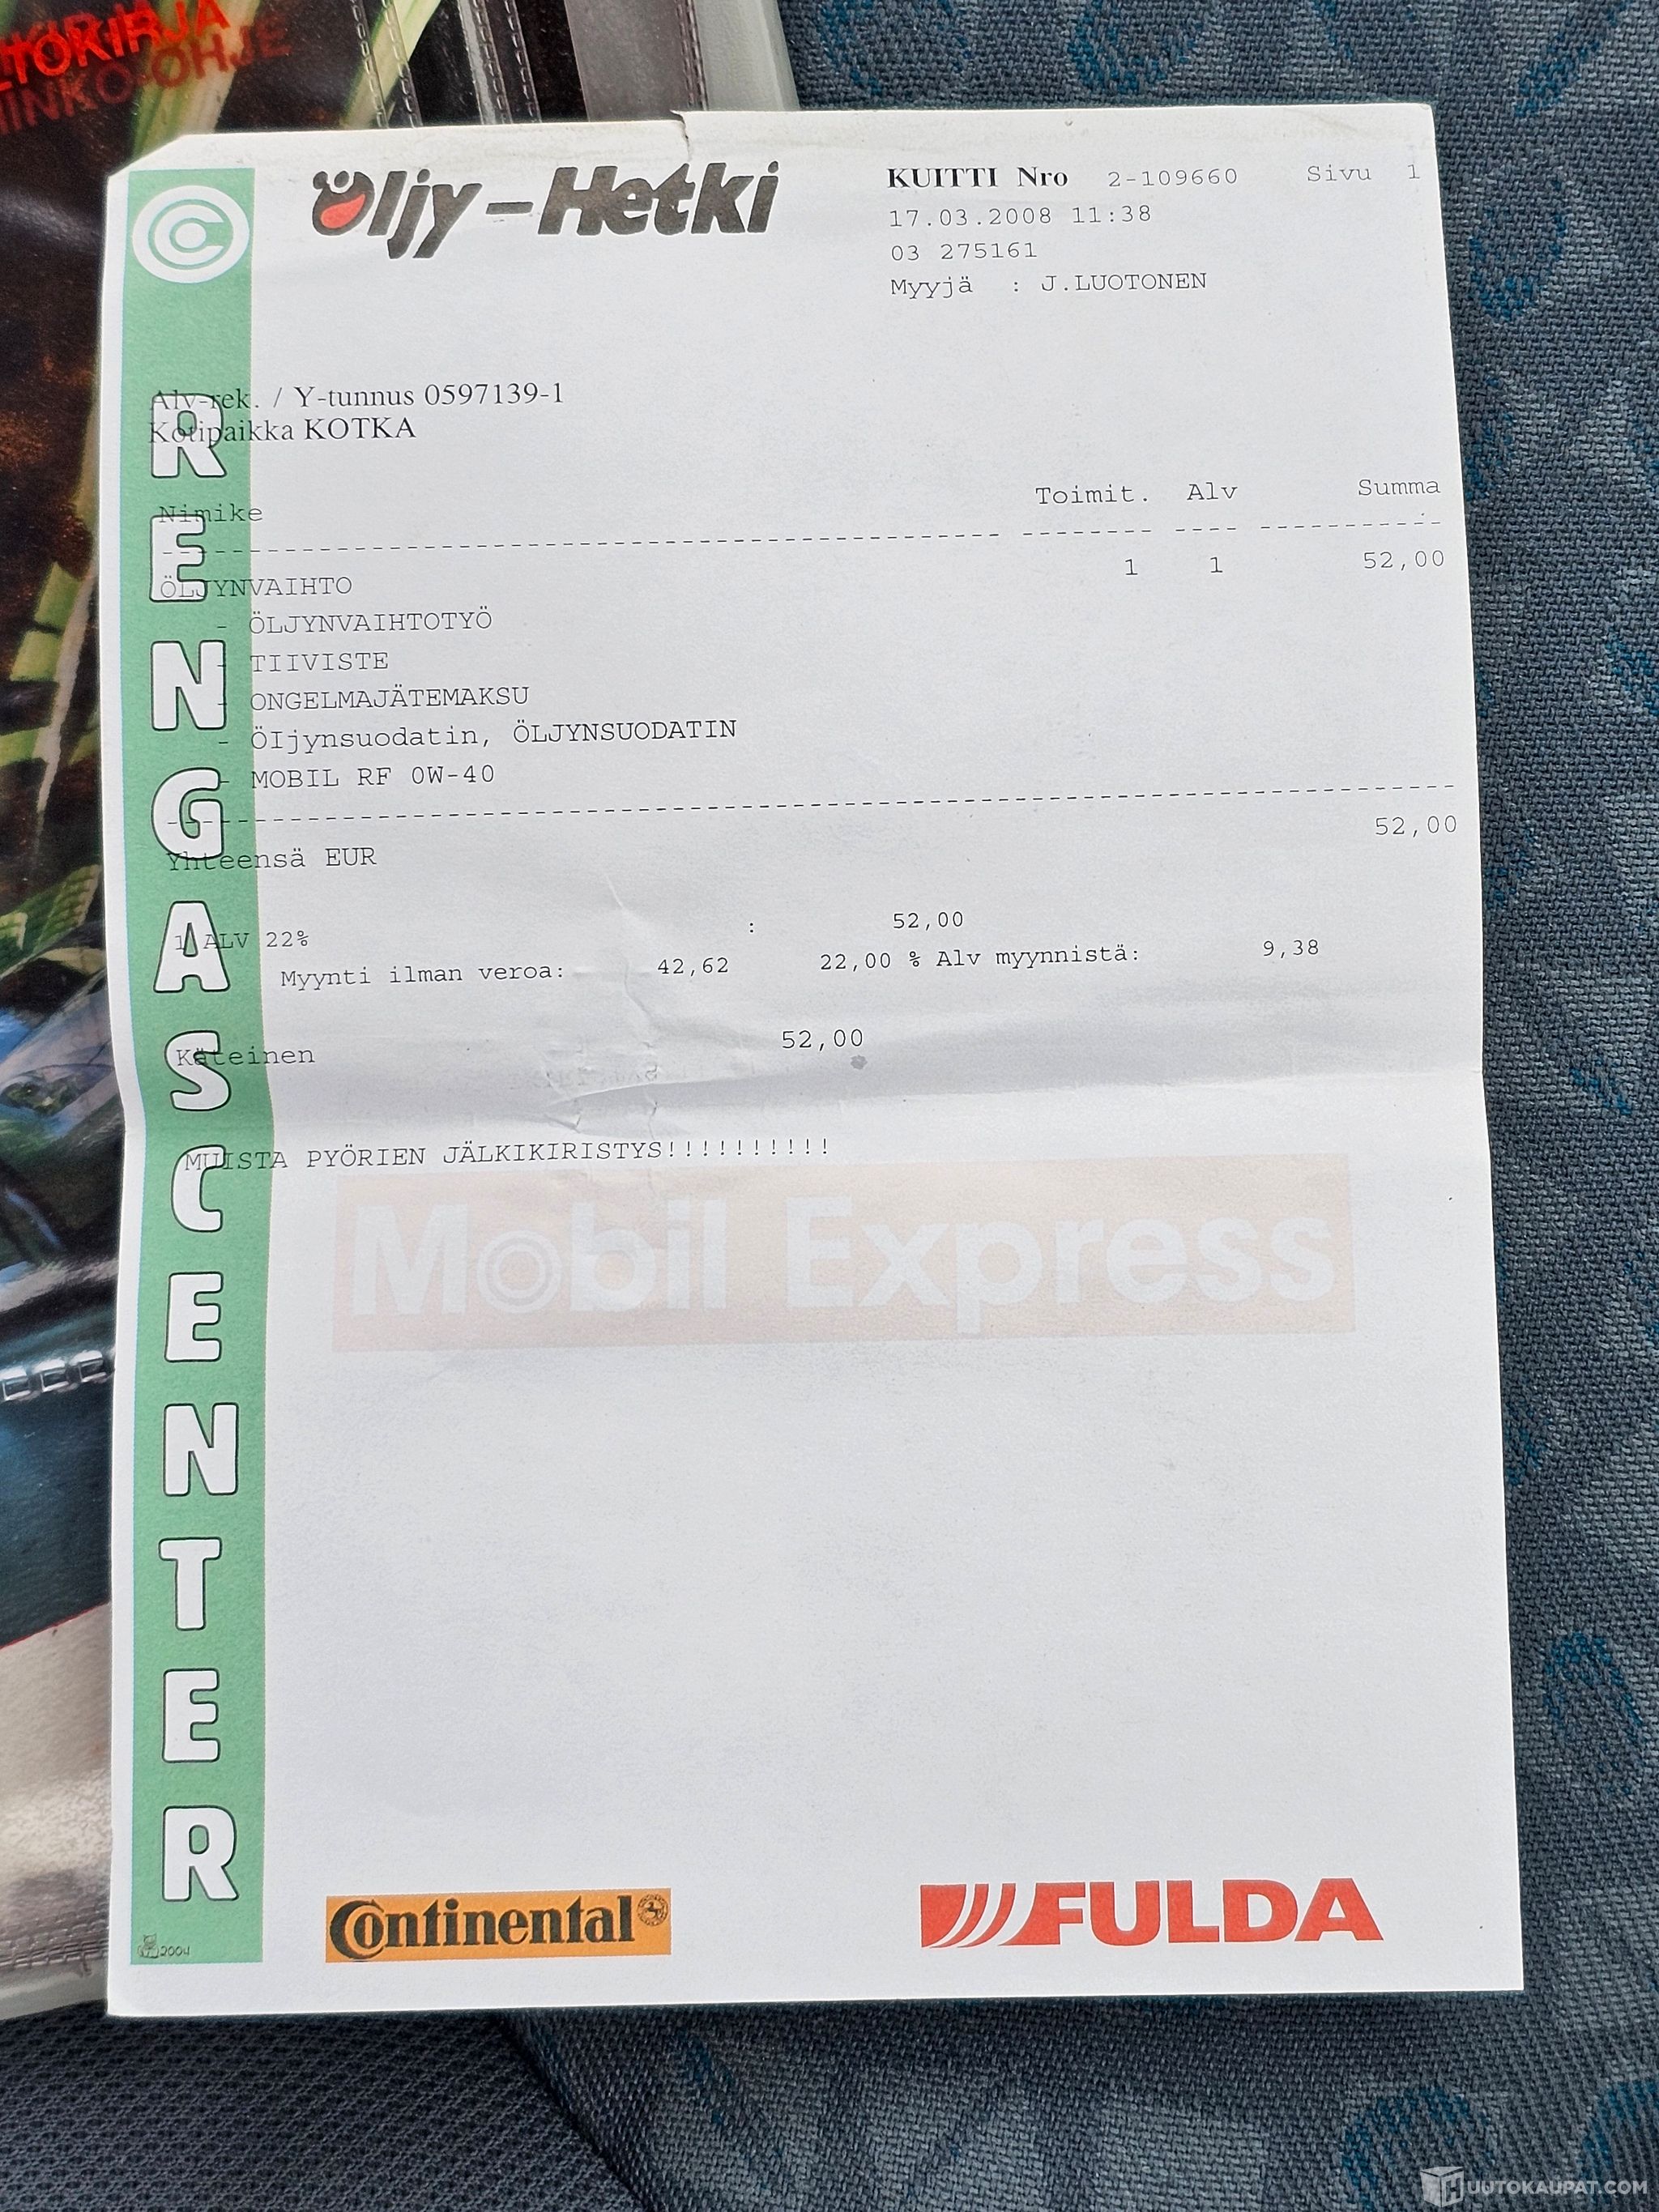 Öljy-Hetki
KUITTI Nro 2-109660 Sivu 1
17.03.2008 11:38
03 275161
Myyjä : J.LUOTONEN
Alv-rek. / Y-tunnus 0597139-1
Kotipaikka KOTKA
Nimike Toimit. Alv Summa
ÖLJYNVAIHTO 1 1 52,00
- ÖLJYNVAIHTOTYÖ
- TIIVISTE
- ONGELMAJÄTEMAKSU
- ÖIjynsuodatin, ÖLJYNSUODATIN
- MOBIL RF 0W-40
Yhteensä EUR 52,00
1 ALV 22% : 52,00
Myynti ilman veroa: 42,62 22,00 % Alv myynnistä: 9,38
Käteinen 52,00
MUISTA PYÖRIEN JÄLKIKIRISTYS!!!!!!!!!!
Mobil Express
RENGASCENTER
2004
Continental
FULDA
HUUTOKAUPAT.COM